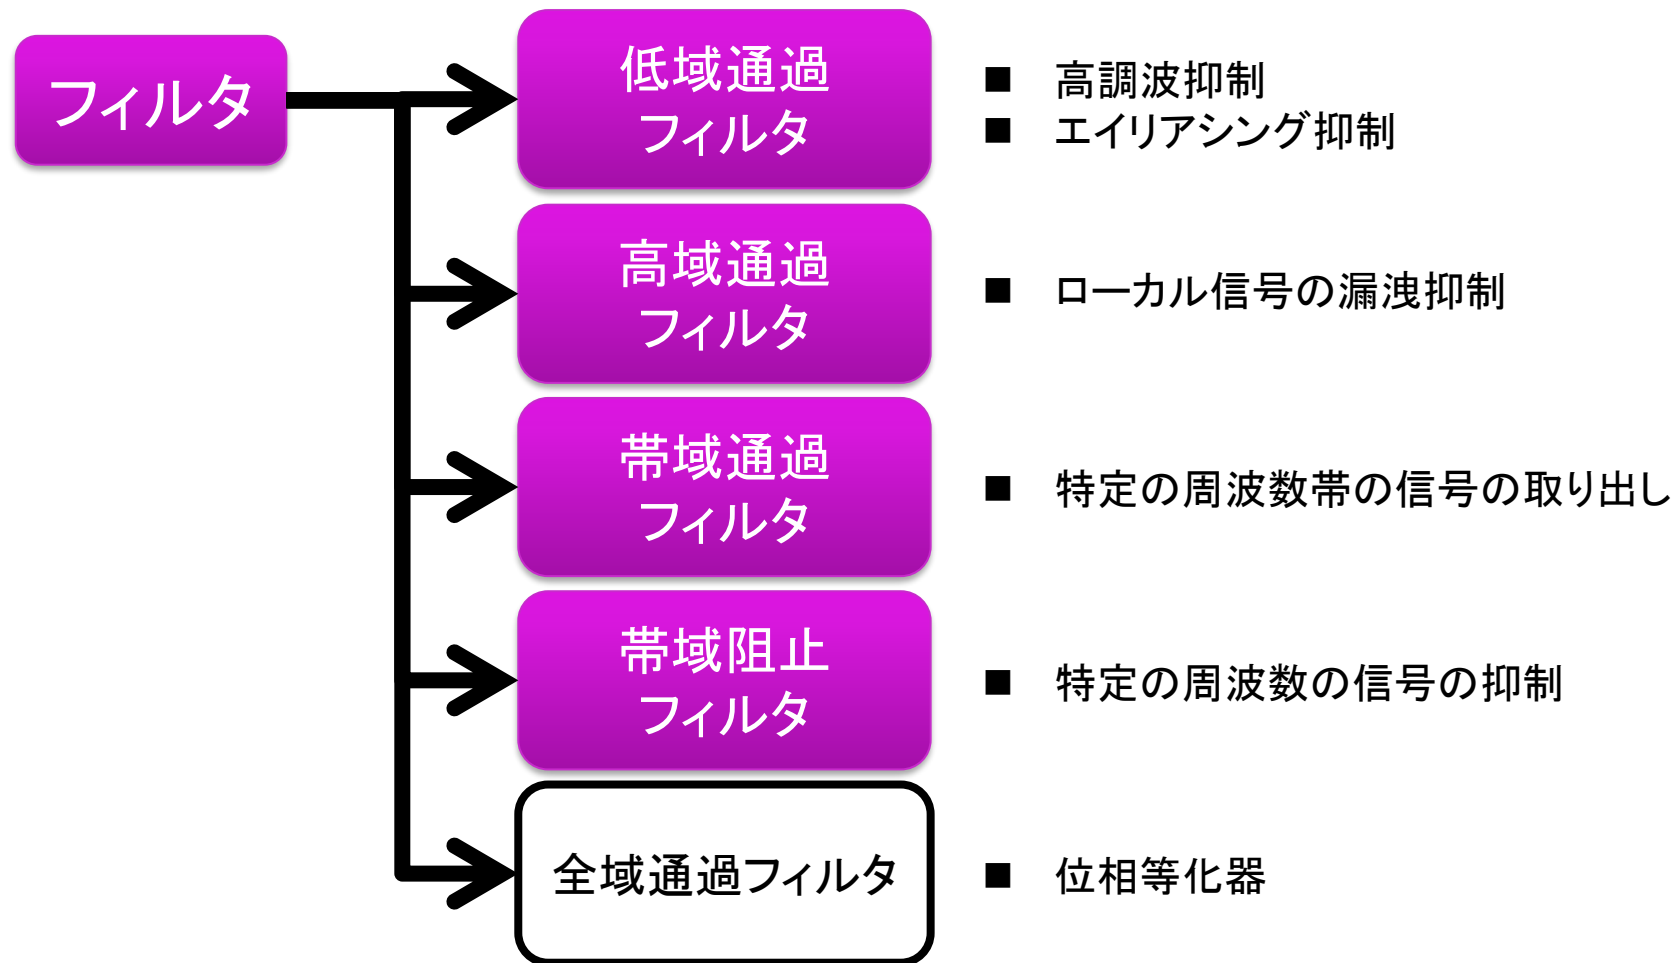 フィルタ
低域通過
フィルタ
■ 高調波抑制
■ エイリアシング抑制
高域通過
フィルタ
■ ローカル信号の漏洩抑制
帯域通過
フィルタ
■ 特定の周波数帯の信号の取り出し
帯域阻止
フィルタ
■ 特定の周波数の信号の抑制
全域通過フィルタ
■ 位相等化器